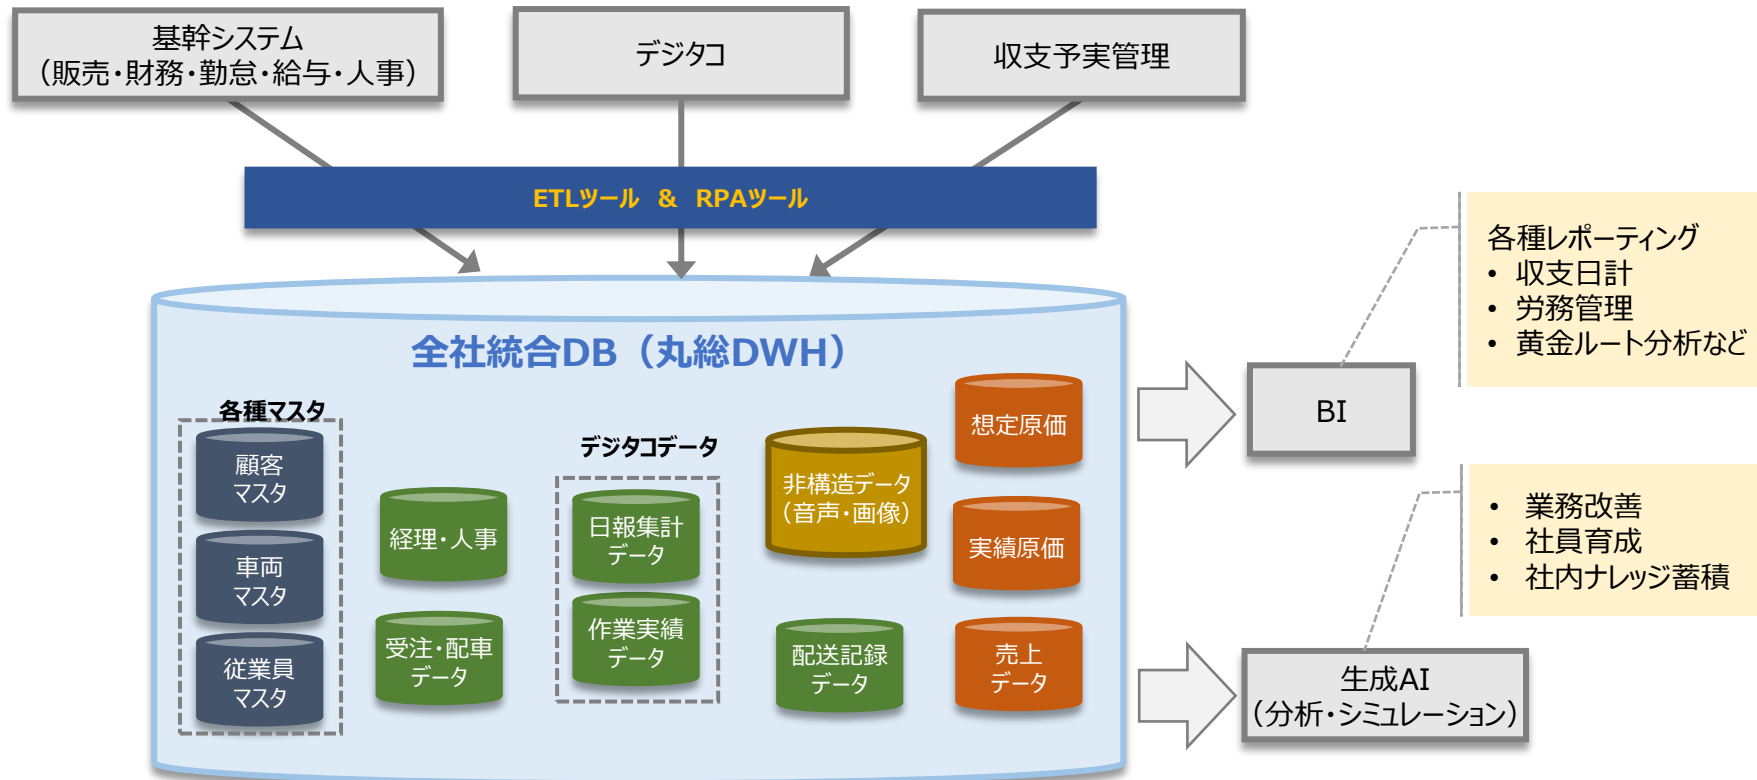 基幹システム
（販売・財務・勤怠・給与・人事）
デジタコ
収支予実管理
ETLツール & RPAツール
全社統合DB（丸総DWH）
各種マスタ
顧客
マスタ
車両
マスタ
従業員
マスタ
経理・人事
受注・配車
データ
デジタコデータ
日報集計
データ
作業実績
データ
非構造データ
（音声・画像）
配送記録
データ
想定原価
実績原価
売上
データ
BI
各種レポーティング
• 収支日計
• 労務管理
• 黄金ルート分析など
生成AI
（分析・シミュレーション）
• 業務改善
• 社員育成
• 社内ナレッジ蓄積